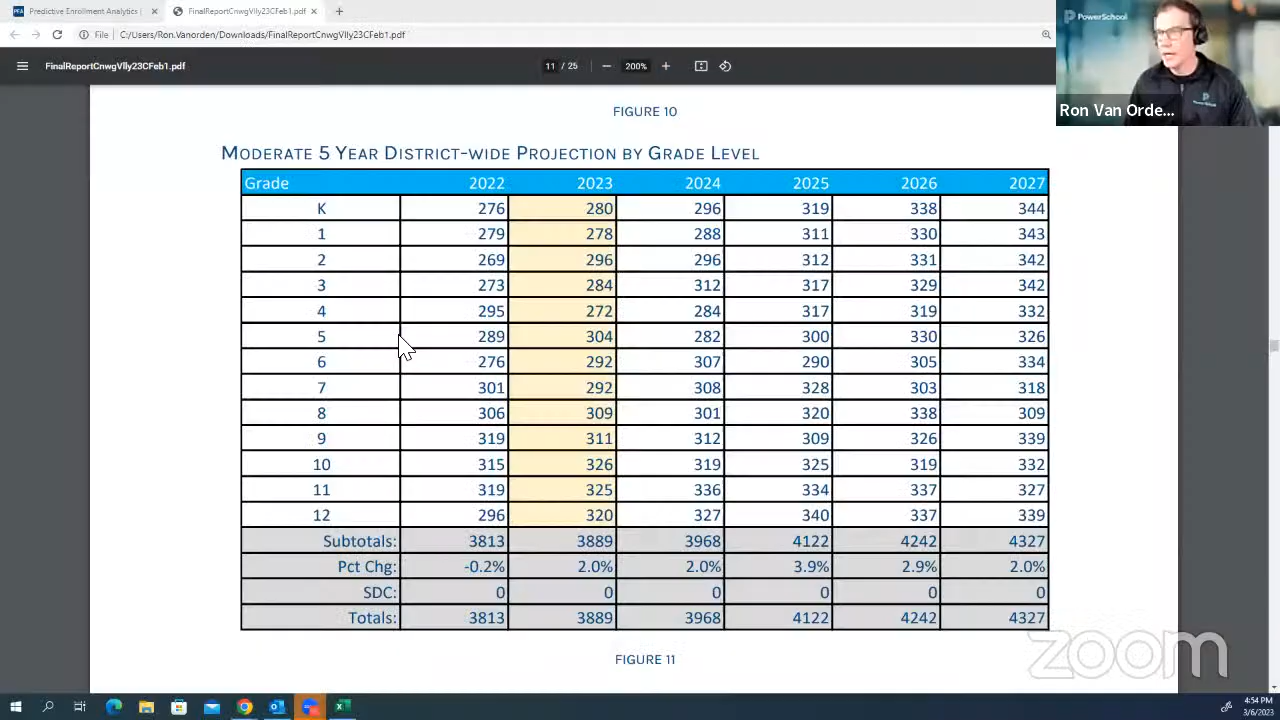 Predictive Enrollment Analytics (
FinalReportCnwgVlly23CFeb1.pdf
File
C:/Users/Ron.Vanorden/Downloads/FinalReportCnwgVlly23CFeb1.pdf
PowerSchool
FinalReportCnwgVlly23CFeb1.pdf
11 / 25
200%
Ron Van Orde...
FIGURE 10
MODERATE 5 YEAR DISTRICT-WIDE PROJECTION BY GRADE LEVEL
Grade 2022 2023 2024 2025 2026 2027
K 276 280 296 319 338 344
1 279 278 288 311 330 343
2 269 296 296 312 331 342
3 273 284 312 317 329 342
4 295 272 284 317 319 332
5 289 304 282 300 330 326
6 276 292 307 290 305 334
7 301 292 308 328 303 318
8 306 309 301 320 338 309
9 319 311 312 309 326 339
10 315 326 319 325 319 332
11 319 325 336 334 337 327
12 296 320 327 340 337 339
Subtotals: 3813 3889 3968 4122 4242 4327
Pct Chg: -0.2% 2.0% 2.0% 3.9% 2.9% 2.0%
SDC: 0 0 0 0 0 0
Totals: 3813 3889 3968 4122 4242 4327
FIGURE 11
zoom
4:54 PM
3/6/2023